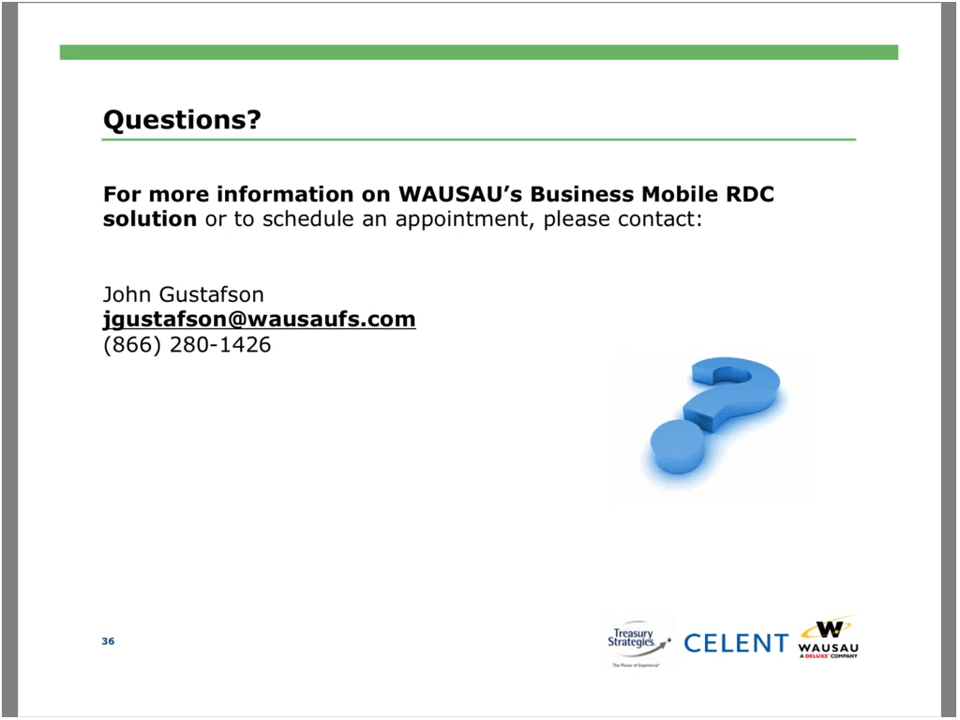 Questions?
For more information on WAUSAU’s Business Mobile RDC
solution or to schedule an appointment, please contact:
John Gustafson
jgustafson@wausaufs.com
(866) 280-1426
36
Treasury
Strategies
The Power of Experience®
CELENT
W
WAUSAU
A DELUXE COMPANY